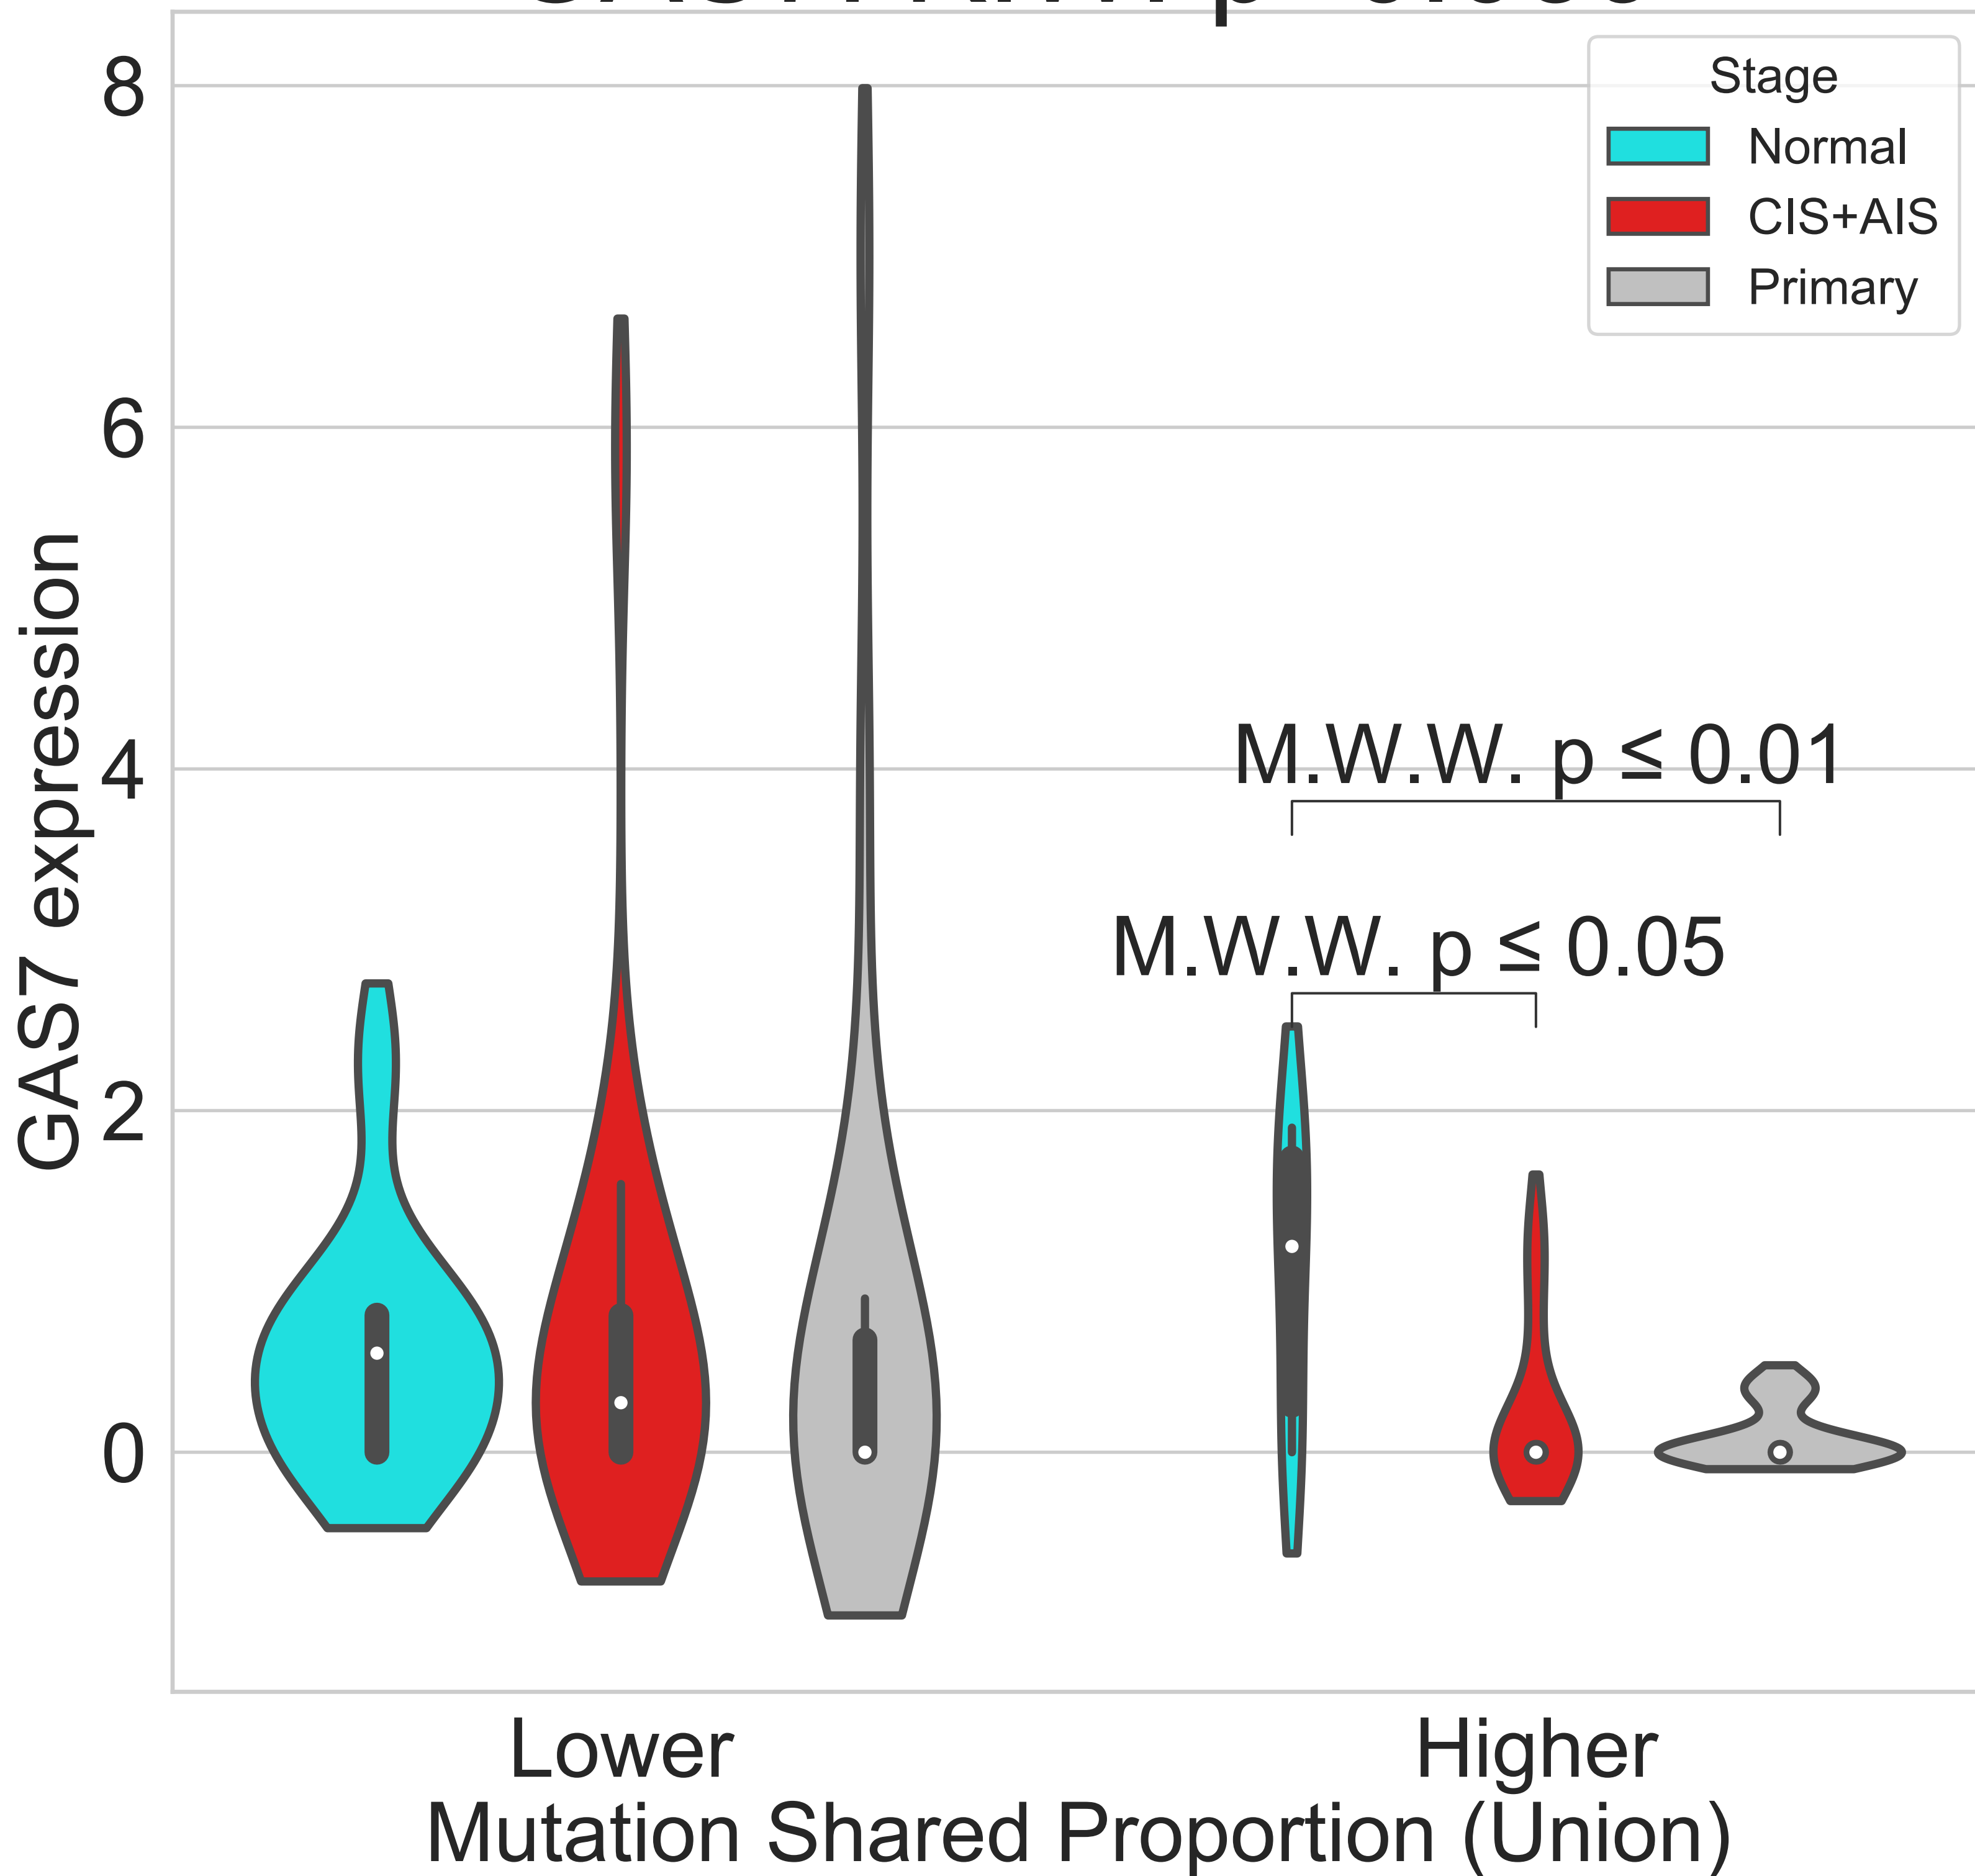 8
6
4
2
0
GAS7 expression
Stage
Normal
CIS+AIS
Primary
M.W.W. p ≤ 0.01
M.W.W. p ≤ 0.05
Lower
Higher
Mutation Shared Proportion (Union)